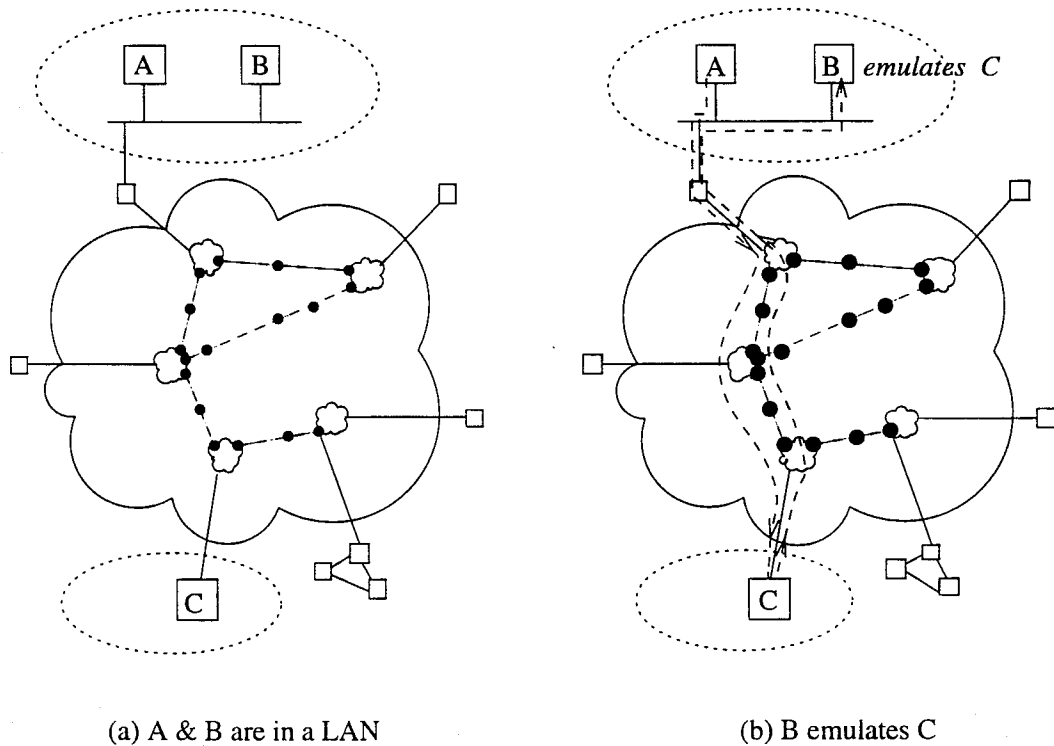 A
B
C
(a) A & B are in a LAN
A
B emulates C
C
(b) B emulates C